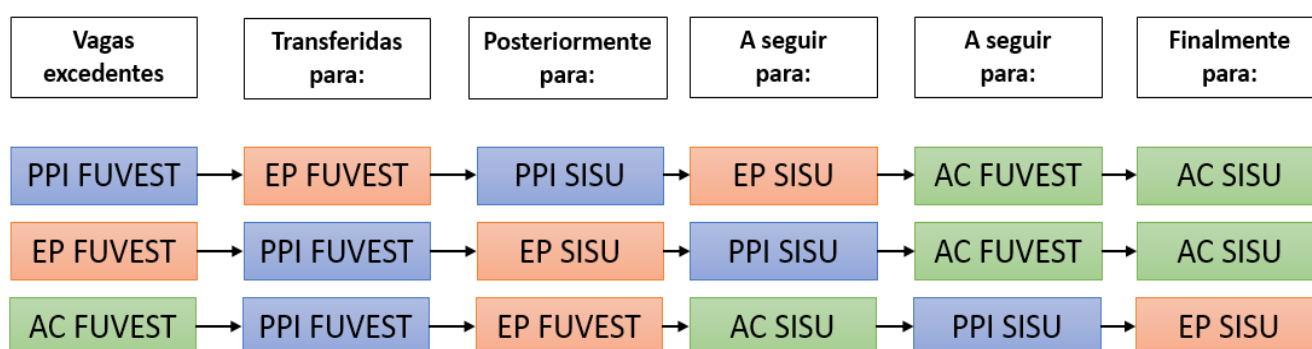 Vagas
excedentes
Transferidas
para:
Posteriormente
para:
A seguir
para:
A seguir
para:
Finalmente
para:
PPI FUVEST
EP FUVEST
PPI SISU
EP SISU
AC FUVEST
AC SISU
EP FUVEST
PPI FUVEST
EP SISU
PPI SISU
AC FUVEST
AC SISU
AC FUVEST
PPI FUVEST
EP FUVEST
AC SISU
PPI SISU
EP SISU